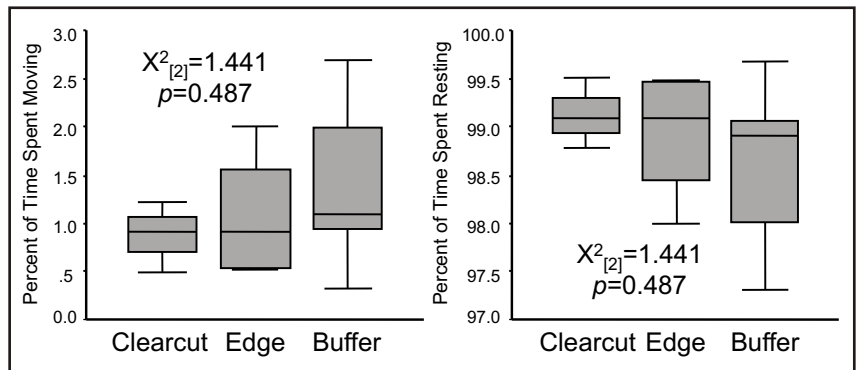 Percent of Time Spent Moving
3.0
2.5
2.0
1.5
1.0
.5
0.0
X²[2]=1.441
p=0.487
Clearcut Edge Buffer
Percent of Time Spent Resting
100.0
99.5
99.0
98.5
98.0
97.5
97.0
X²[2]=1.441
p=0.487
Clearcut Edge Buffer